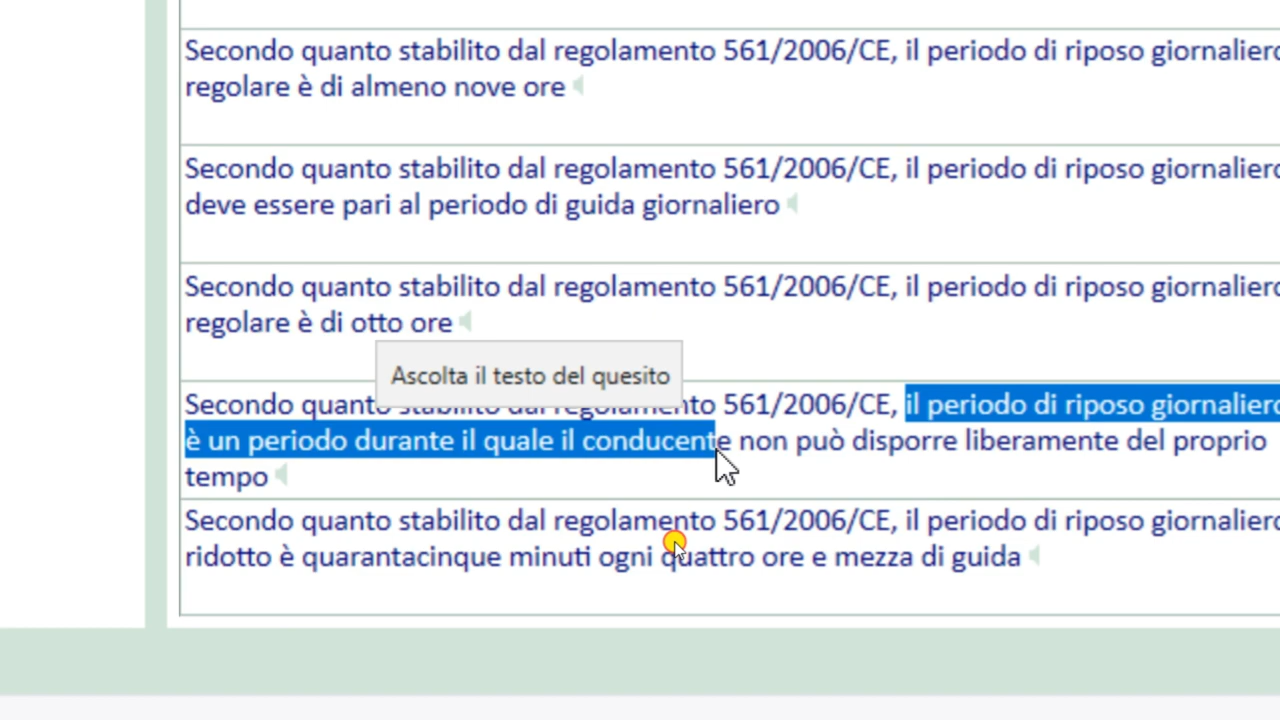 Secondo quanto stabilito dal regolamento 561/2006/CE, il periodo di riposo giornaliero
regolare è di almeno nove ore
Secondo quanto stabilito dal regolamento 561/2006/CE, il periodo di riposo giornaliero
deve essere pari al periodo di guida giornaliero
Secondo quanto stabilito dal regolamento 561/2006/CE, il periodo di riposo giornaliero
regolare è di otto ore
Ascolta il testo del quesito
Secondo quanto stabilito dal regolamento 561/2006/CE, il periodo di riposo giornaliero
è un periodo durante il quale il conducente non può disporre liberamente del proprio
tempo
Secondo quanto stabilito dal regolamento 561/2006/CE, il periodo di riposo giornaliero
ridotto è quarantacinque minuti ogni quattro ore e mezza di guida